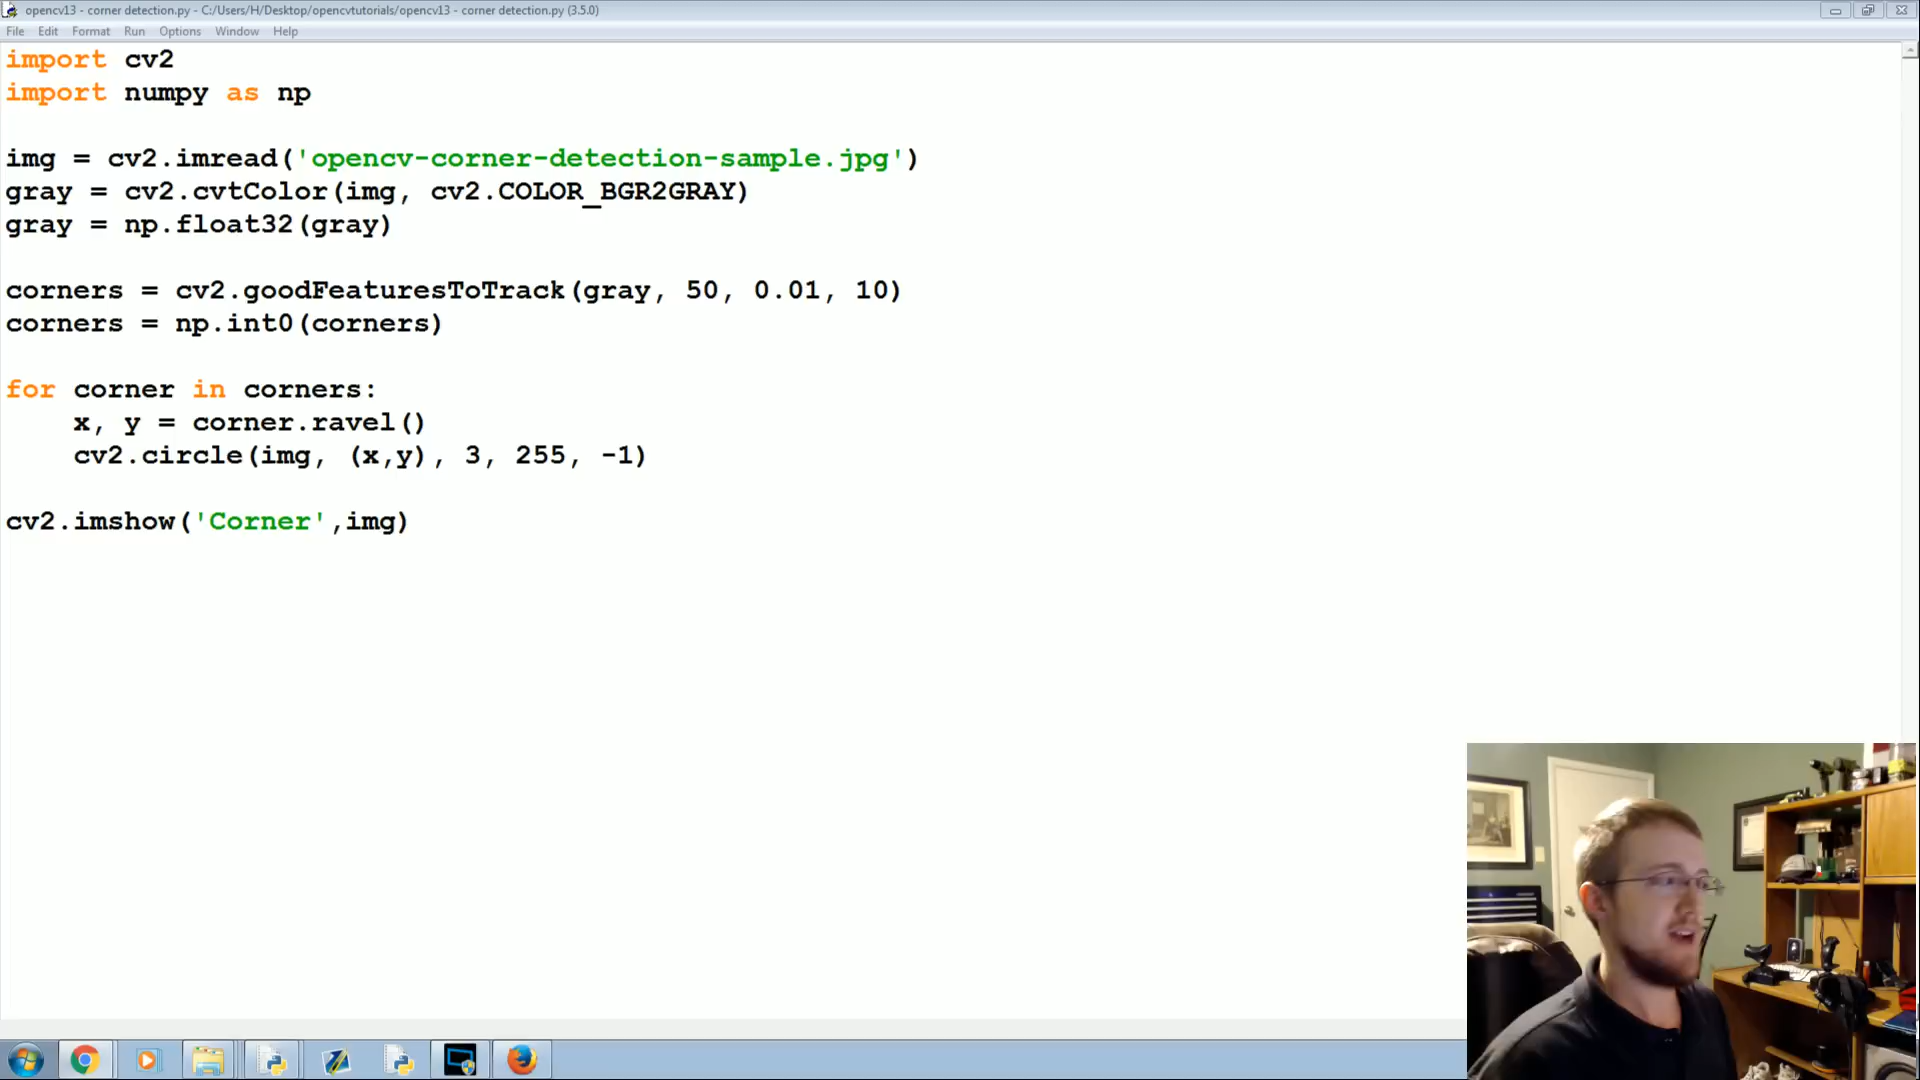 opencv13 - corner detection.py - C:/Users/H/Desktop/opencvtutorials/opencv13 - corner detection.py (3.5.0)
File Edit Format Run Options Window Help
import cv2
import numpy as np
img = cv2.imread('opencv-corner-detection-sample.jpg')
gray = cv2.cvtColor(img, cv2.COLOR_BGR2GRAY)
gray = np.float32(gray)
corners = cv2.goodFeaturesToTrack(gray, 50, 0.01, 10)
corners = np.int0(corners)
for corner in corners:
    x, y = corner.ravel()
    cv2.circle(img, (x,y), 3, 255, -1)
cv2.imshow('Corner',img)